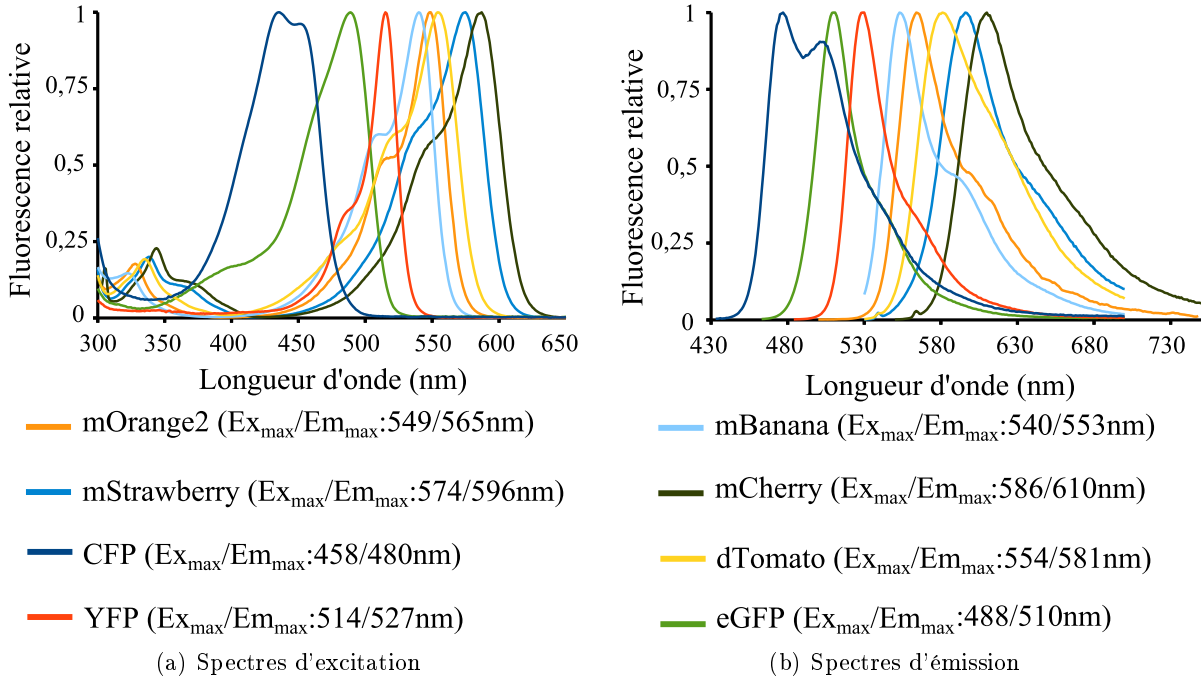 Fluorescence relative
1
0,75
0,5
0,25
0
300 350 400 450 500 550 600 650
Longueur d'onde (nm)
Fluorescence relative
1
0,75
0,5
0,25
0
430 480 530 580 630 680 730
Longueur d'onde (nm)
mOrange2 (Exmax/Emmax:549/565nm)
mStrawberry (Exmax/Emmax:574/596nm)
CFP (Exmax/Emmax:458/480nm)
YFP (Exmax/Emmax:514/527nm)
mBanana (Exmax/Emmax:540/553nm)
mCherry (Exmax/Emmax:586/610nm)
dTomato (Exmax/Emmax:554/581nm)
eGFP (Exmax/Emmax:488/510nm)
(a) Spectres d'excitation
(b) Spectres d'émission